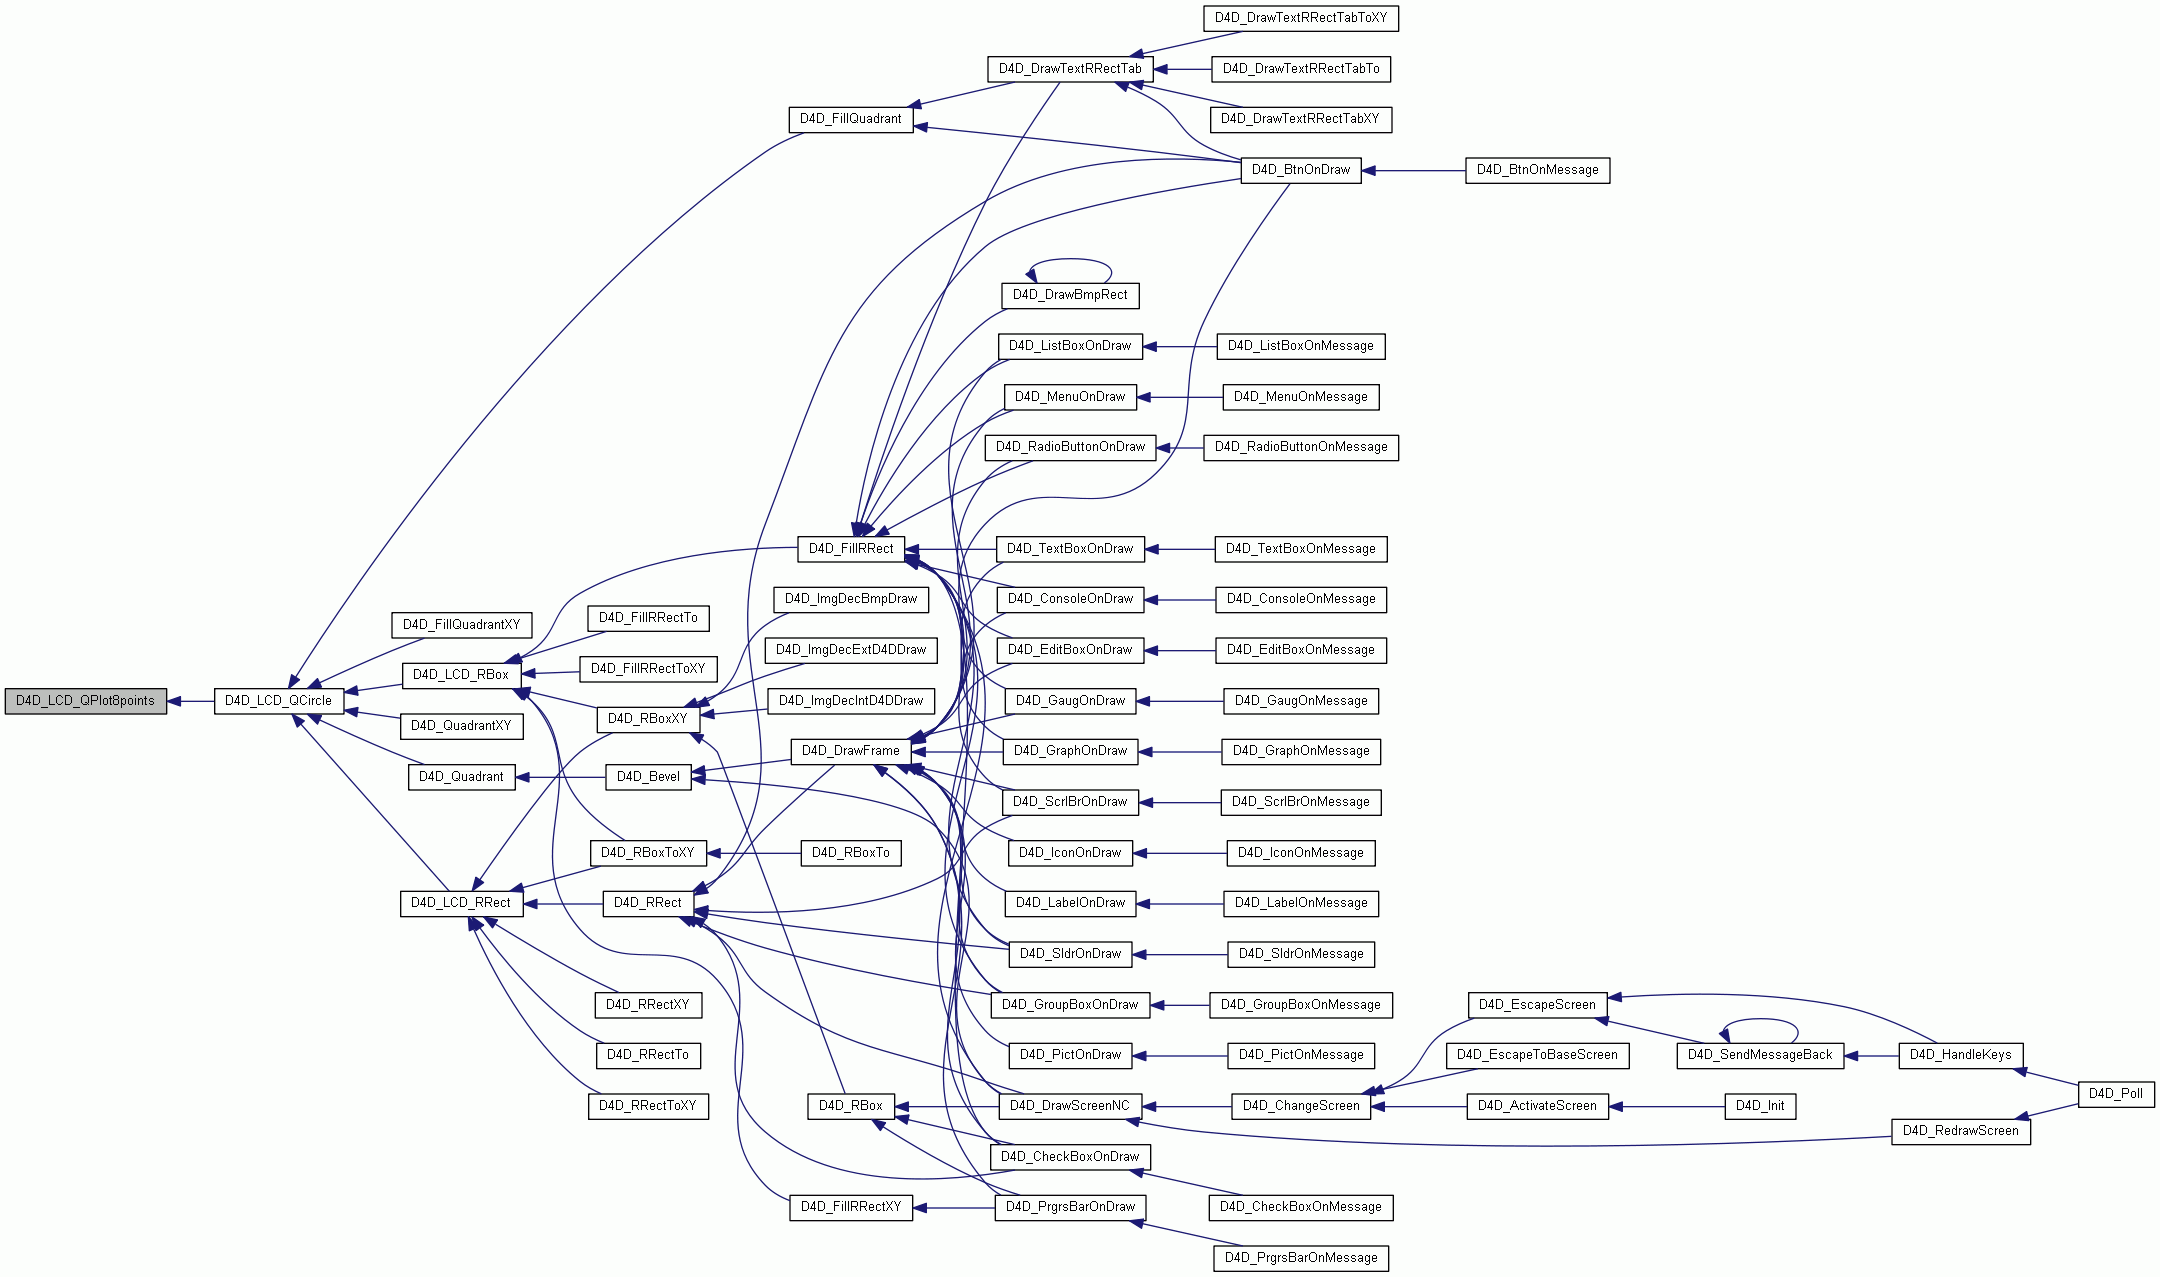 D4D_DrawTextRRectTabToXY
D4D_DrawTextRRectTab
D4D_DrawTextRRectTabTo
D4D_FillQuadrant
D4D_DrawTextRRectTabXY
D4D_BtnOnDraw
D4D_BtnOnMessage
D4D_DrawBmpRect
D4D_ListBoxOnDraw
D4D_ListBoxOnMessage
D4D_MenuOnDraw
D4D_MenuOnMessage
D4D_RadioButtonOnDraw
D4D_RadioButtonOnMessage
D4D_FillRRect
D4D_TextBoxOnDraw
D4D_TextBoxOnMessage
D4D_ImgDecBmpDraw
D4D_ConsoleOnDraw
D4D_ConsoleOnMessage
D4D_FillQuadrantXY
D4D_FillRRectTo
D4D_ImgDecExtD4DDraw
D4D_EditBoxOnDraw
D4D_EditBoxOnMessage
D4D_LCD_RBox
D4D_FillRRectToXY
D4D_LCD_QPlot8points
D4D_LCD_QCircle
D4D_ImgDecIntD4DDraw
D4D_GaugOnDraw
D4D_GaugOnMessage
D4D_QuadrantXY
D4D_RBoxXY
D4D_DrawFrame
D4D_GraphOnDraw
D4D_GraphOnMessage
D4D_Quadrant
D4D_Bevel
D4D_ScrlBrOnDraw
D4D_ScrlBrOnMessage
D4D_RBoxToXY
D4D_RBoxTo
D4D_IconOnDraw
D4D_IconOnMessage
D4D_LCD_RRect
D4D_RRect
D4D_LabelOnDraw
D4D_LabelOnMessage
D4D_SldrOnDraw
D4D_SldrOnMessage
D4D_RRectXY
D4D_GroupBoxOnDraw
D4D_GroupBoxOnMessage
D4D_EscapeScreen
D4D_RRectTo
D4D_PictOnDraw
D4D_PictOnMessage
D4D_EscapeToBaseScreen
D4D_SendMessageBack
D4D_HandleKeys
D4D_Poll
D4D_RRectToXY
D4D_RBox
D4D_DrawScreenNC
D4D_ChangeScreen
D4D_ActivateScreen
D4D_Init
D4D_RedrawScreen
D4D_CheckBoxOnDraw
D4D_FillRRectXY
D4D_PrgrsBarOnDraw
D4D_CheckBoxOnMessage
D4D_PrgrsBarOnMessage